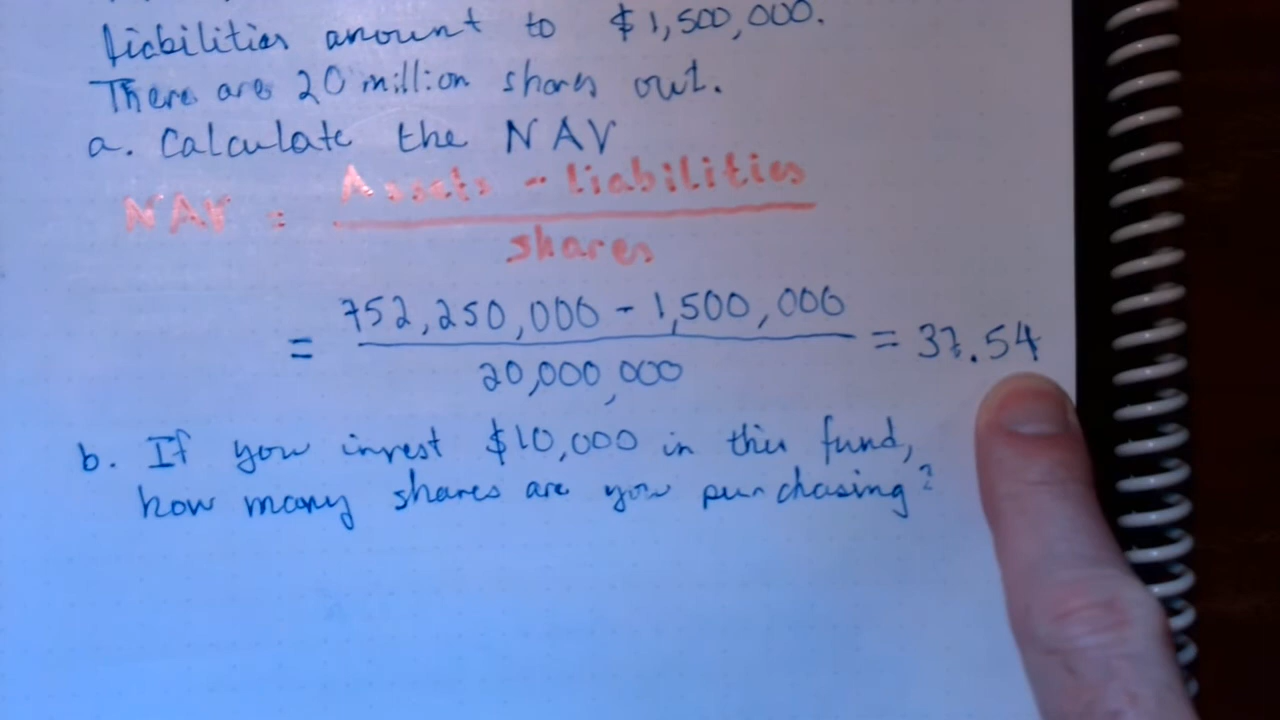 liabilities amount to $1,500,000.
There are 20 million shares out.
a. Calculate the NAV
NAV = Assets - liabilities
shares
= 752,250,000 - 1,500,000
20,000,000
= 37.54
b. If you invest $10,000 in this fund,
how many shares are you purchasing?